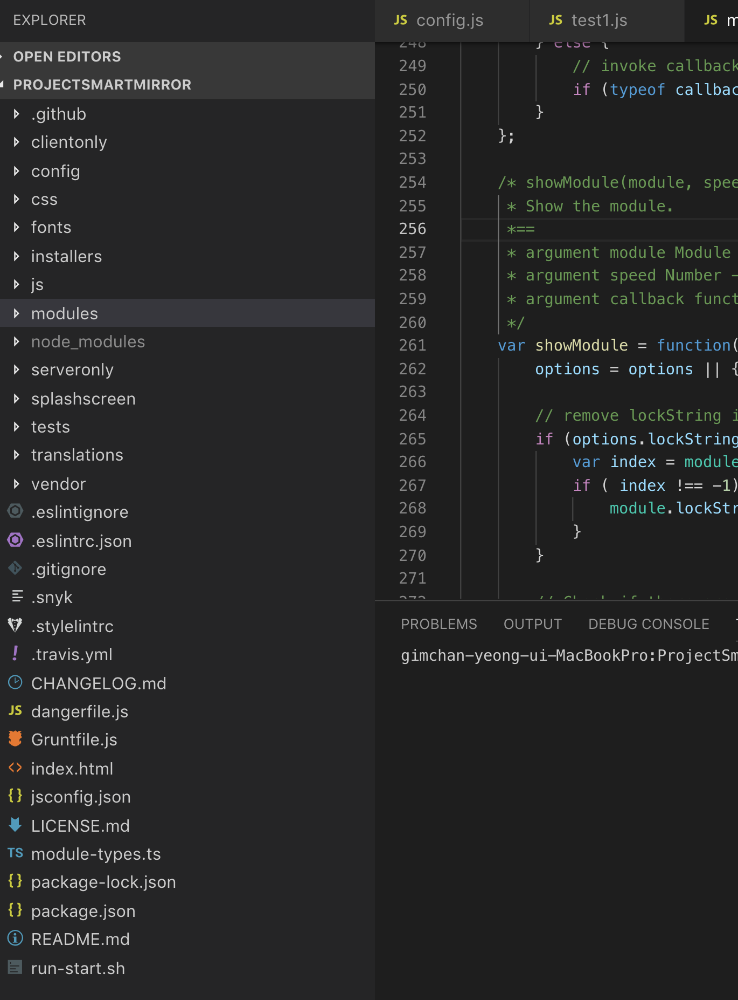 EXPLORER
OPEN EDITORS
PROJECTSMARTMIRROR
.github
clientonly
config
css
fonts
installers
js
modules
node_modules
serveronly
splashscreen
tests
translations
vendor
.eslintignore
.eslintrc.json
.gitignore
.snyk
.stylelintrc
.travis.yml
CHANGELOG.md
JS dangerfile.js
Gruntfile.js
<> index.html
{} jsconfig.json
LICENSE.md
TS module-types.ts
{} package-lock.json
{} package.json
README.md
run-start.sh
JS config.js
JS test1.js
JS m
248 } else {
249 // invoke callback
250 if (typeof callbac
251 }
252 };
253
254 /* showModule(module, spee
255 * Show the module.
256 *==
257 * argument module Module
258 * argument speed Number -
259 * argument callback funct
260 */
261 var showModule = function(
262 options = options || {
263
264 // remove lockString i
265 if (options.lockString
266 var index = module
267 if ( index !== -1)
268 module.lockStr
269 }
270 }
271
272 // Check if th
PROBLEMS OUTPUT DEBUG CONSOLE
gimchan-yeong-ui-MacBookPro:ProjectSm